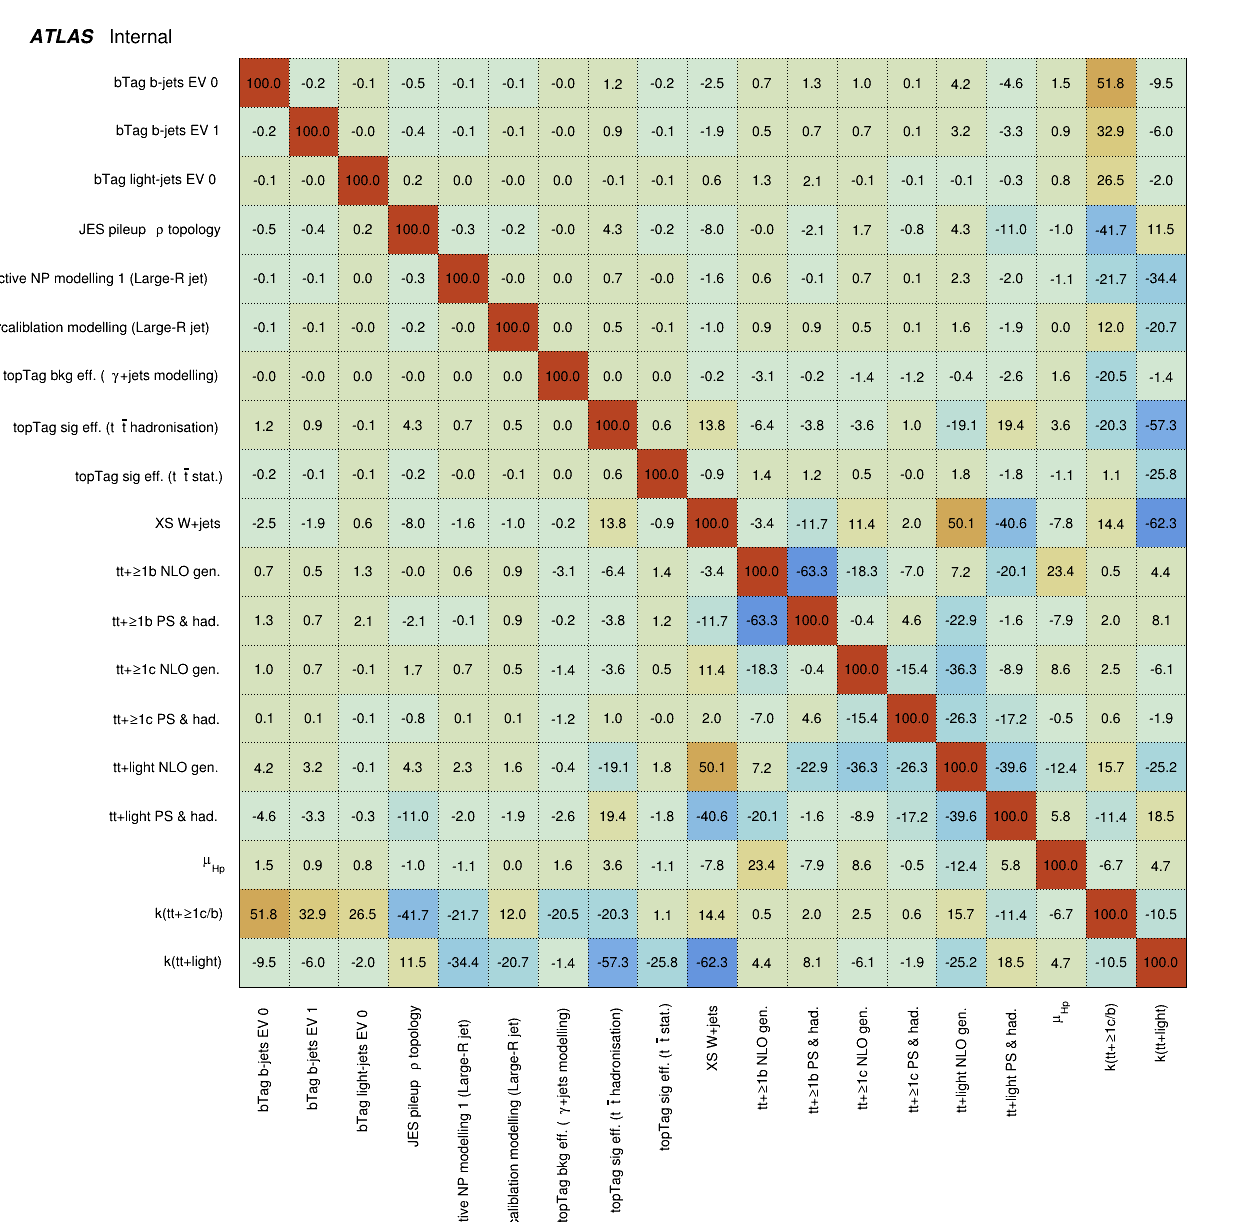 ATLAS Internal
bTag b-jets EV 0 100.0 -0.2 -0.1 -0.5 -0.1 -0.1 -0.0 1.2 -0.2 -2.5 0.7 1.3 1.0 0.1 4.2 -4.6 1.5 51.8 -9.5
bTag b-jets EV 1 -0.2 100.0 -0.0 -0.4 -0.1 -0.1 -0.0 0.9 -0.1 -1.9 0.5 0.7 0.7 0.1 3.2 -3.3 0.9 32.9 -6.0
bTag light-jets EV 0 -0.1 -0.0 100.0 0.2 0.0 -0.0 0.0 -0.1 -0.1 0.6 1.3 2.1 -0.1 -0.1 -0.1 -0.3 0.8 26.5 -2.0
JES pileup ρ topology -0.5 -0.4 0.2 100.0 -0.3 -0.2 -0.0 4.3 -0.2 -8.0 -0.0 -2.1 1.7 -0.8 4.3 -11.0 -1.0 -41.7 11.5
ctive NP modelling 1 (Large-R jet) -0.1 -0.1 0.0 -0.3 100.0 -0.0 0.0 0.7 -0.0 -1.6 0.6 -0.1 0.7 0.1 2.3 -2.0 -1.1 -21.7 -34.4
rcaliblation modelling (Large-R jet) -0.1 -0.1 -0.0 -0.2 -0.0 100.0 0.0 0.5 -0.1 -1.0 0.9 0.9 0.5 0.1 1.6 -1.9 0.0 12.0 -20.7
topTag bkg eff. ( γ+jets modelling) -0.0 -0.0 0.0 -0.0 0.0 0.0 100.0 0.0 0.0 -0.2 -3.1 -0.2 -1.4 -1.2 -0.4 -2.6 1.6 -20.5 -1.4
topTag sig eff. (t t̄ hadronisation) 1.2 0.9 -0.1 4.3 0.7 0.5 0.0 100.0 0.6 13.8 -6.4 -3.8 -3.6 1.0 -19.1 19.4 3.6 -20.3 -57.3
topTag sig eff. (t t̄ stat.) -0.2 -0.1 -0.1 -0.2 -0.0 -0.1 0.0 0.6 100.0 -0.9 1.4 1.2 0.5 -0.0 1.8 -1.8 -1.1 1.1 -25.8
XS W+jets -2.5 -1.9 0.6 -8.0 -1.6 -1.0 -0.2 13.8 -0.9 100.0 -3.4 -11.7 11.4 2.0 50.1 -40.6 -7.8 14.4 -62.3
tt+≥1b NLO gen. 0.7 0.5 1.3 -0.0 0.6 0.9 -3.1 -6.4 1.4 -3.4 100.0 -63.3 -18.3 -7.0 7.2 -20.1 23.4 0.5 4.4
tt+≥1b PS & had. 1.3 0.7 2.1 -2.1 -0.1 0.9 -0.2 -3.8 1.2 -11.7 -63.3 100.0 -0.4 4.6 -22.9 -1.6 -7.9 2.0 8.1
tt+≥1c NLO gen. 1.0 0.7 -0.1 1.7 0.7 0.5 -1.4 -3.6 0.5 11.4 -18.3 -0.4 100.0 -15.4 -36.3 -8.9 8.6 2.5 -6.1
tt+≥1c PS & had. 0.1 0.1 -0.1 -0.8 0.1 0.1 -1.2 1.0 -0.0 2.0 -7.0 4.6 -15.4 100.0 -26.3 -17.2 -0.5 0.6 -1.9
tt+light NLO gen. 4.2 3.2 -0.1 4.3 2.3 1.6 -0.4 -19.1 1.8 50.1 7.2 -22.9 -36.3 -26.3 100.0 -39.6 -12.4 15.7 -25.2
tt+light PS & had. -4.6 -3.3 -0.3 -11.0 -2.0 -1.9 -2.6 19.4 -1.8 -40.6 -20.1 -1.6 -8.9 -17.2 -39.6 100.0 5.8 -11.4 18.5
μHp 1.5 0.9 0.8 -1.0 -1.1 0.0 1.6 3.6 -1.1 -7.8 23.4 -7.9 8.6 -0.5 -12.4 5.8 100.0 -6.7 4.7
k(tt+≥1c/b) 51.8 32.9 26.5 -41.7 -21.7 12.0 -20.5 -20.3 1.1 14.4 0.5 2.0 2.5 0.6 15.7 -11.4 -6.7 100.0 -10.5
k(tt+light) -9.5 -6.0 -2.0 11.5 -34.4 -20.7 -1.4 -57.3 -25.8 -62.3 4.4 8.1 -6.1 -1.9 -25.2 18.5 4.7 -10.5 100.0
bTag b-jets EV 0
bTag b-jets EV 1
bTag light-jets EV 0
JES pileup ρ topology
tive NP modelling 1 (Large-R jet)
caliblation modelling (Large-R jet)
topTag bkg eff. ( γ+jets modelling)
topTag sig eff. (t t̄ hadronisation)
topTag sig eff. (t t̄ stat.)
XS W+jets
tt+≥1b NLO gen.
tt+≥1b PS & had.
tt+≥1c NLO gen.
tt+≥1c PS & had.
tt+light NLO gen.
tt+light PS & had.
μHp
k(tt+≥1c/b)
k(tt+light)